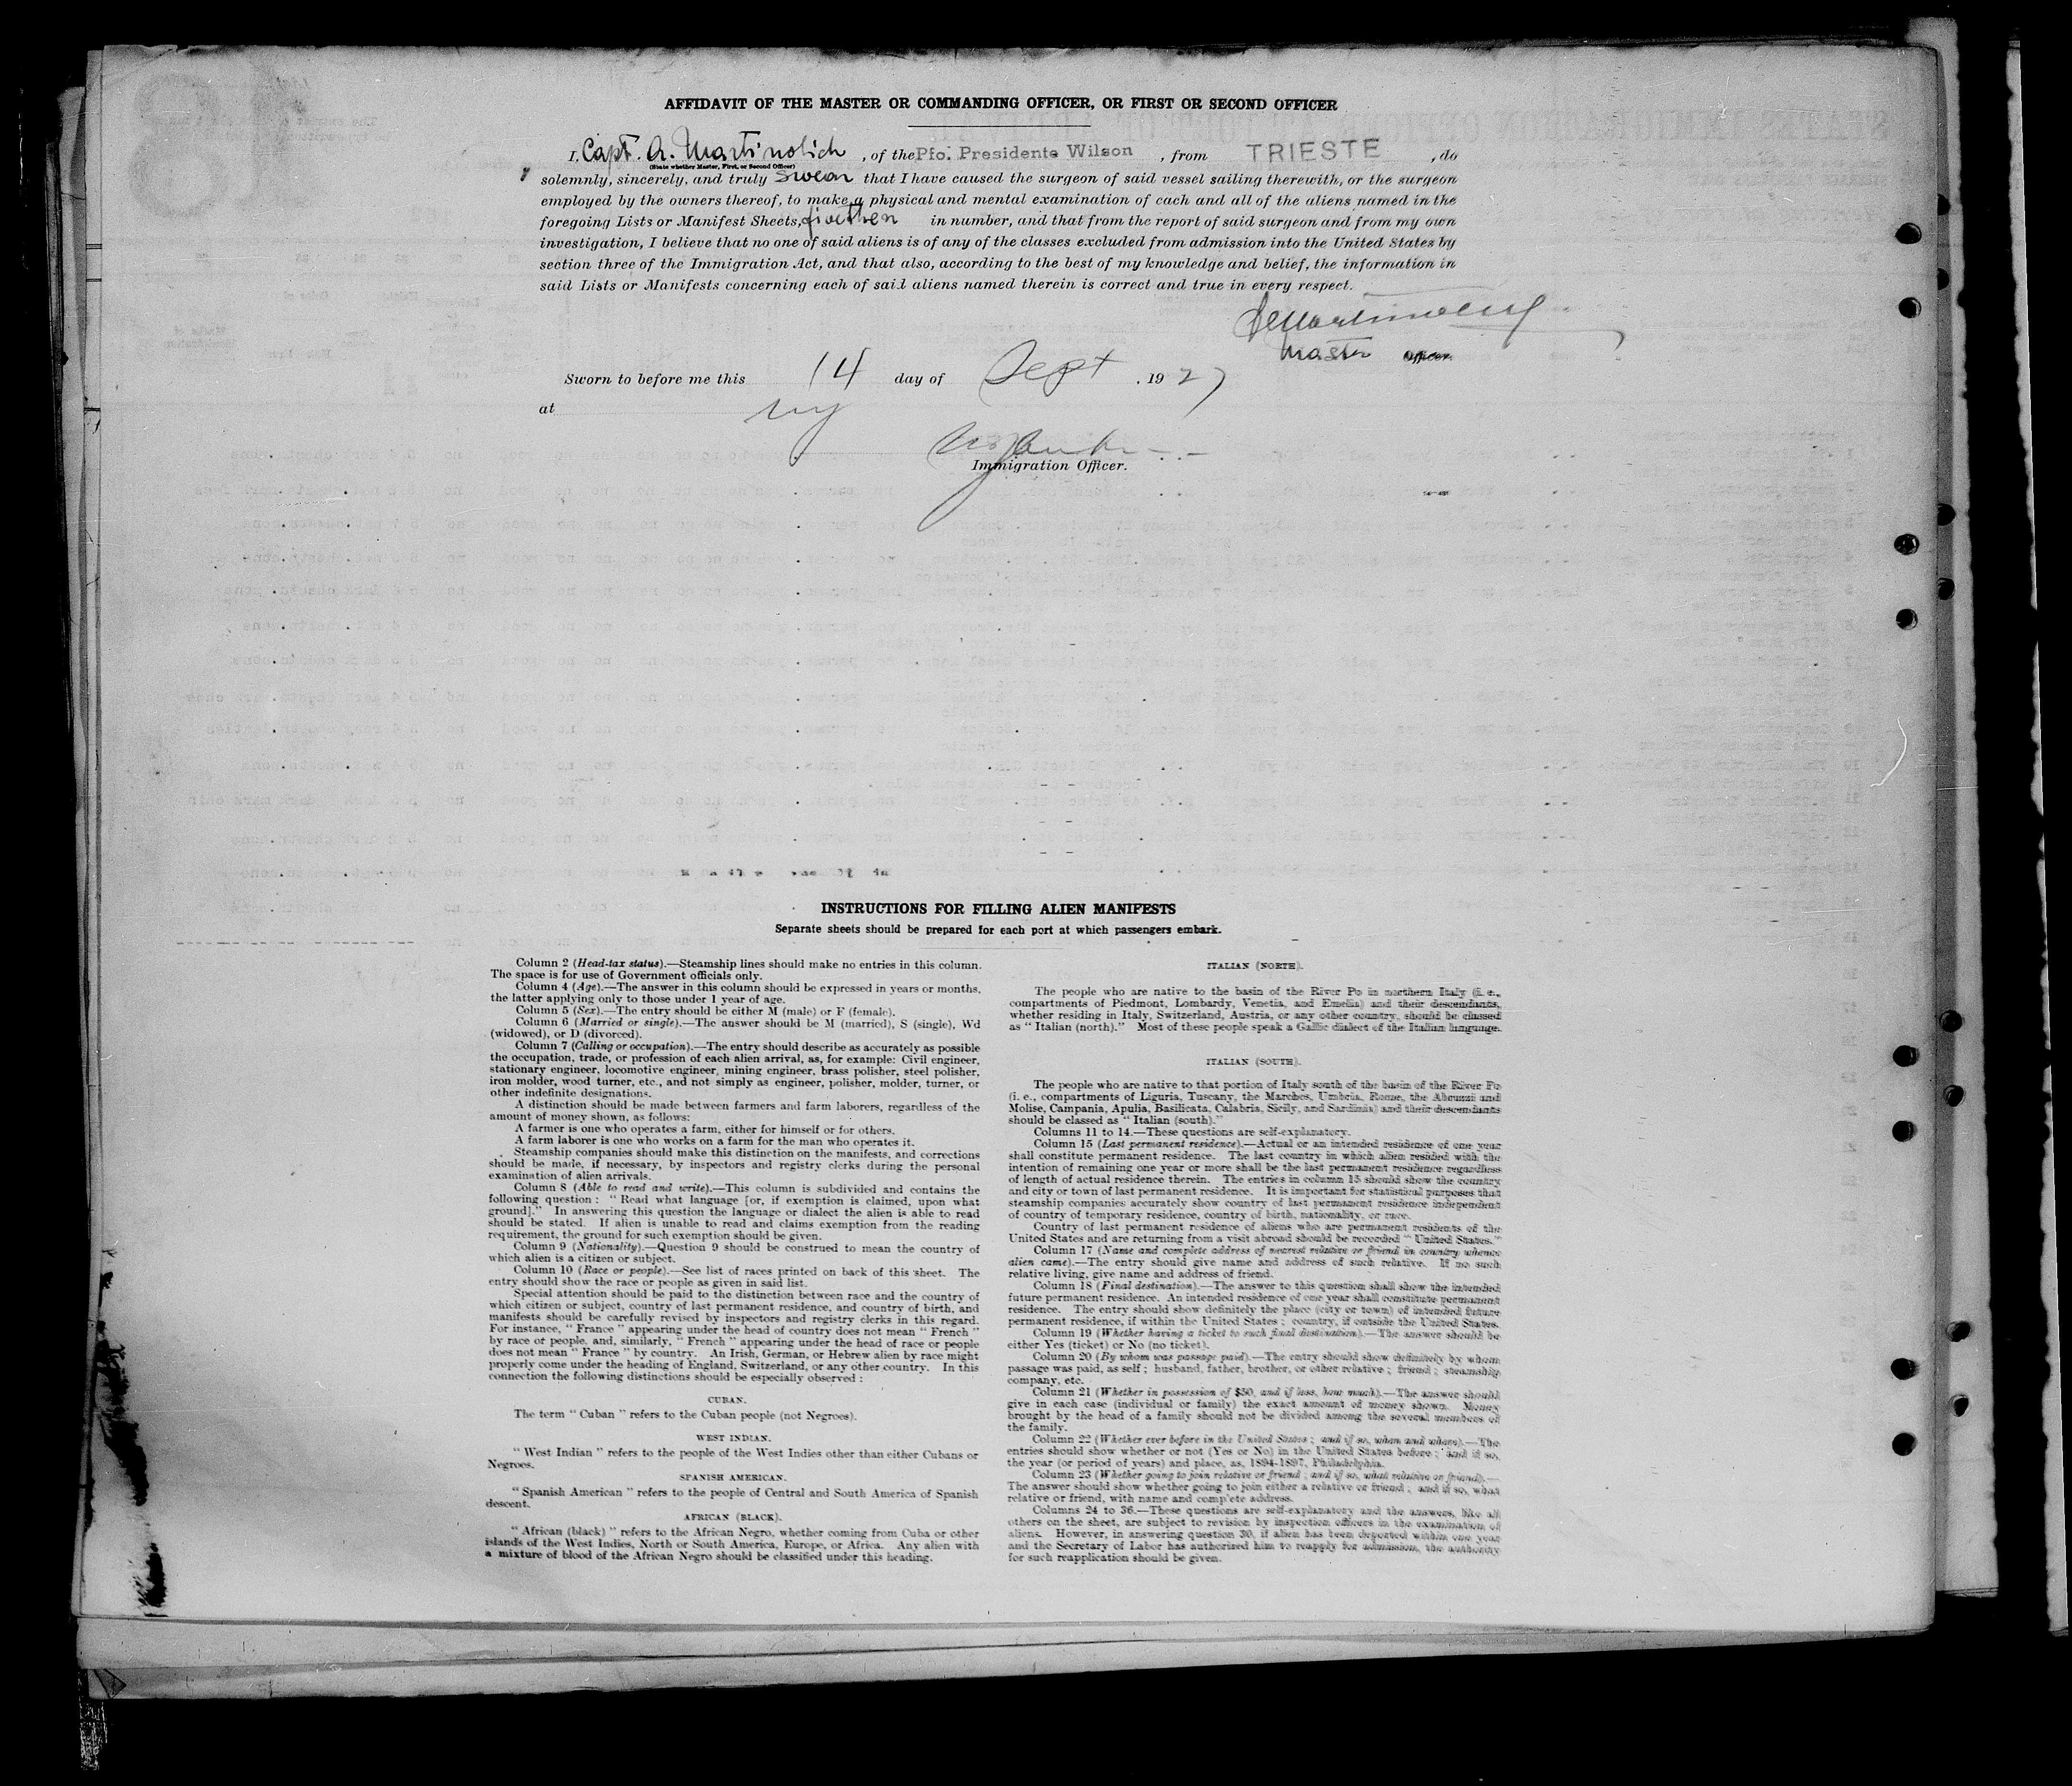 AFFIDAVIT OF THE MASTER OR COMMANDING OFFICER, OR FIRST OR SECOND OFFICER
I, Capt. A. Martinolich, of the Pfo. Presidente Wilson, from TRIESTE, do
(State whether Master, First, or Second Officer)
solemnly, sincerely, and truly swear that I have caused the surgeon of said vessel sailing therewith, or the surgeon
employed by the owners thereof, to make a physical and mental examination of each and all of the aliens named in the
foregoing Lists or Manifest Sheets, in number, and that from the report of said surgeon and from my own
investigation, I believe that no one of said aliens is of any of the classes excluded from admission into the United States by
section three of the Immigration Act, and that also, according to the best of my knowledge and belief, the information in
said Lists or Manifests concerning each of said aliens named therein is correct and true in every respect.
Master Officer.
Sworn to before me this 14 day of Sept, 1927
at ny
Immigration Officer.
INSTRUCTIONS FOR FILLING ALIEN MANIFESTS
Separate sheets should be prepared for each port at which passengers embark.
Column 2 (Head-tax status).—Steamship lines should make no entries in this column.
The space is for use of Government officials only.
Column 4 (Age).—The answer in this column should be expressed in years or months,
the latter applying only to those under 1 year of age.
Column 5 (Sex).—The entry should be either M (male) or F (female).
Column 6 (Married or single).—The answer should be M (married), S (single), Wd
(widowed), or D (divorced).
Column 7 (Calling or occupation).—The entry should describe as accurately as possible
the occupation, trade, or profession of each alien arrival, as, for example: Civil engineer,
stationary engineer, locomotive engineer, mining engineer, brass polisher, steel polisher,
iron molder, wood turner, etc., and not simply as engineer, polisher, molder, turner, or
other indefinite designations.
A distinction should be made between farmers and farm laborers, regardless of the
amount of money shown, as follows:
A farmer is one who operates a farm, either for himself or for others.
A farm laborer is one who works on a farm for the man who operates it.
Steamship companies should make this distinction on the manifests, and corrections
should be made, if necessary, by inspectors and registry clerks during the personal
examination of alien arrivals.
Column 8 (Able to read and write).—This column is subdivided and contains the
following question: "Read what language [or, if exemption is claimed, upon what
ground]." In answering this question the language or dialect the alien is able to read
should be stated. If alien is unable to read and claims exemption from the reading
requirement, the ground for such exemption should be given.
Column 9 (Nationality).—Question 9 should be construed to mean the country of
which alien is a citizen or subject.
Column 10 (Race or people).—See list of races printed on back of this sheet. The
entry should show the race or people as given in said list.
Special attention should be paid to the distinction between race and the country of
which citizen or subject, country of last permanent residence, and country of birth, and
manifests should be carefully revised by inspectors and registry clerks in this regard.
For instance, "France" appearing under the head of country does not mean "French"
by race or people, and, similarly, "French" appearing under the head of race or people
does not mean "France" by country. An Irish, German, or Hebrew alien by race might
properly come under the heading of England, Switzerland, or any other country. In this
connection the following distinctions should be especially observed:
CUBAN.
The term "Cuban" refers to the Cuban people (not Negroes).
WEST INDIAN.
"West Indian" refers to the people of the West Indies other than either Cubans or
Negroes.
SPANISH AMERICAN.
"Spanish American" refers to the people of Central and South America of Spanish
descent.
AFRICAN (BLACK).
"African (black)" refers to the African Negro, whether coming from Cuba or other
islands of the West Indies, North or South America, Europe, or Africa. Any alien with
a mixture of blood of the African Negro should be classified under this heading.
ITALIAN (NORTH).
The people who are native to the basin of the River Po in northern Italy (i. e.,
compartments of Piedmont, Lombardy, Venetia, and Emelia) and their descendants,
whether residing in Italy, Switzerland, Austria, or any other country, should be classed
as "Italian (north)." Most of these people speak a Gallic dialect of the Italian language.
ITALIAN (SOUTH).
The people who are native to that portion of Italy south of the basin of the River Po
(i. e., compartments of Liguria, Tuscany, the Marches, Umbria, Rome, the Abruzzi and
Molise, Campania, Apulia, Basilicata, Calabria, Sicily, and Sardinia) and their descendants
should be classed as "Italian (south)."
Columns 11 to 14.—These questions are self-explanatory.
Column 15 (Last permanent residence).—Actual or an intended residence of one year
shall constitute permanent residence. The last country in which alien resided with the
intention of remaining one year or more shall be the last permanent residence regardless
of length of actual residence therein. The entries in column 15 should show the country
and city or town of last permanent residence. It is important for statistical purposes that
steamship companies accurately show country of last permanent residence independent
of country of temporary residence, country of birth, nationality, or race.
Country of last permanent residence of aliens who are permanent residents of the
United States and are returning from a visit abroad should be recorded "United States."
Column 17 (Name and complete address of nearest relative or friend in country whence
alien came).—The entry should give name and address of such relative. If no such
relative living, give name and address of friend.
Column 18 (Final destination).—The answer to this question shall show the intended
future permanent residence. An intended residence of one year shall constitute permanent
residence. The entry should show definitely the place (city or town) of intended future
permanent residence, if within the United States; country, if outside the United States.
Column 19 (Whether having a ticket to such final destination).—The answer should be
either Yes (ticket) or No (no ticket).
Column 20 (By whom was passage paid).—The entry should show definitely by whom
passage was paid, as self; husband, father, brother, or other relative; friend; steamship
company, etc.
Column 21 (Whether in possession of $50, and if less, how much).—The answer should
give in each case (individual or family) the exact amount of money shown. Money
brought by the head of a family should not be divided among the several members of
the family.
Column 22 (Whether ever before in the United States; and if so, when and where).—The
entries should show whether or not (Yes or No) in the United States before; and if so,
the year (or period of years) and place, as, 1894-1897, Philadelphia.
Column 23 (Whether going to join relative or friend; and if so, what relative or friend).—
The answer should show whether going to join either a relative or friend; and if so, what
relative or friend, with name and complete address.
Columns 24 to 36.—These questions are self-explanatory and the answers, like all
others on the sheet, are subject to revision by inspection officers in the examination of
aliens. However, in answering question 30, if alien has been deported within one year
and the Secretary of Labor has authorized him to reapply for admission, the authority
for such reapplication should be given.